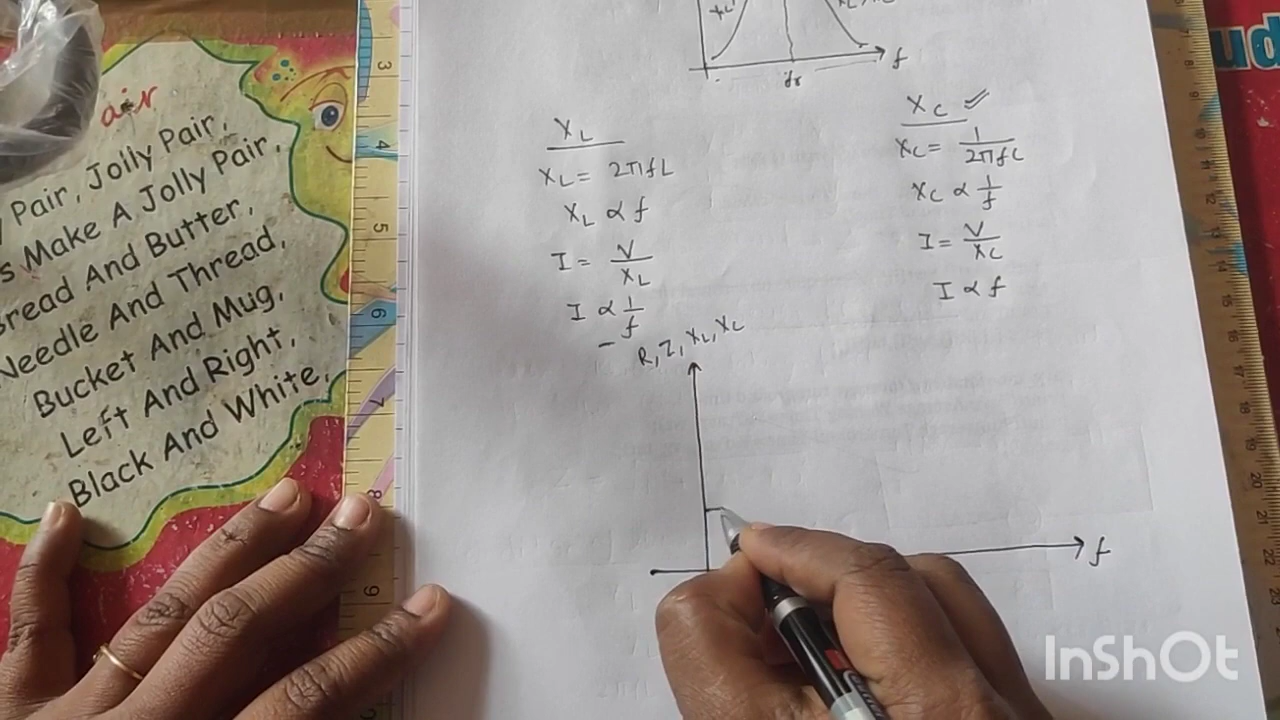 f
fr
XL
XL = 2πfL
XL ∝ f
I = V/XL
I ∝ 1/f
XC
XC = 1/2πfC
XC ∝ 1/f
I = V/XC
I ∝ f
R, Z, XL, XC
f
air
Pair, Jolly Pair,
s Make A Jolly Pair.
Bread And Butter,
Needle And Thread,
Bucket And Mug,
Left And Right,
Black And White,
3
4
5
6
7
8
9
InShOt